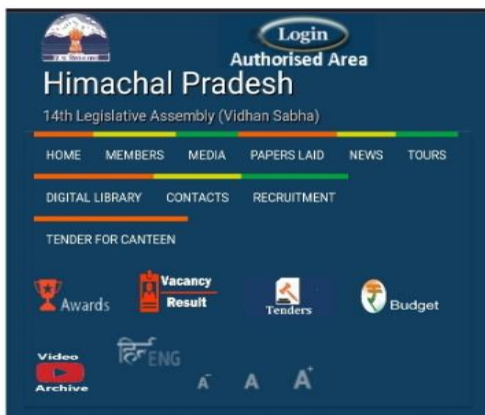 Login
Authorised Area
Himachal Pradesh
14th Legislative Assembly (Vidhan Sabha)
HOME MEMBERS MEDIA PAPERS LAID NEWS TOURS
DIGITAL LIBRARY CONTACTS RECRUITMENT
TENDER FOR CANTEEN
Awards
Vacancy
Result
Tenders
Budget
Video
Archive
हिन्ENG
A-
A
A+